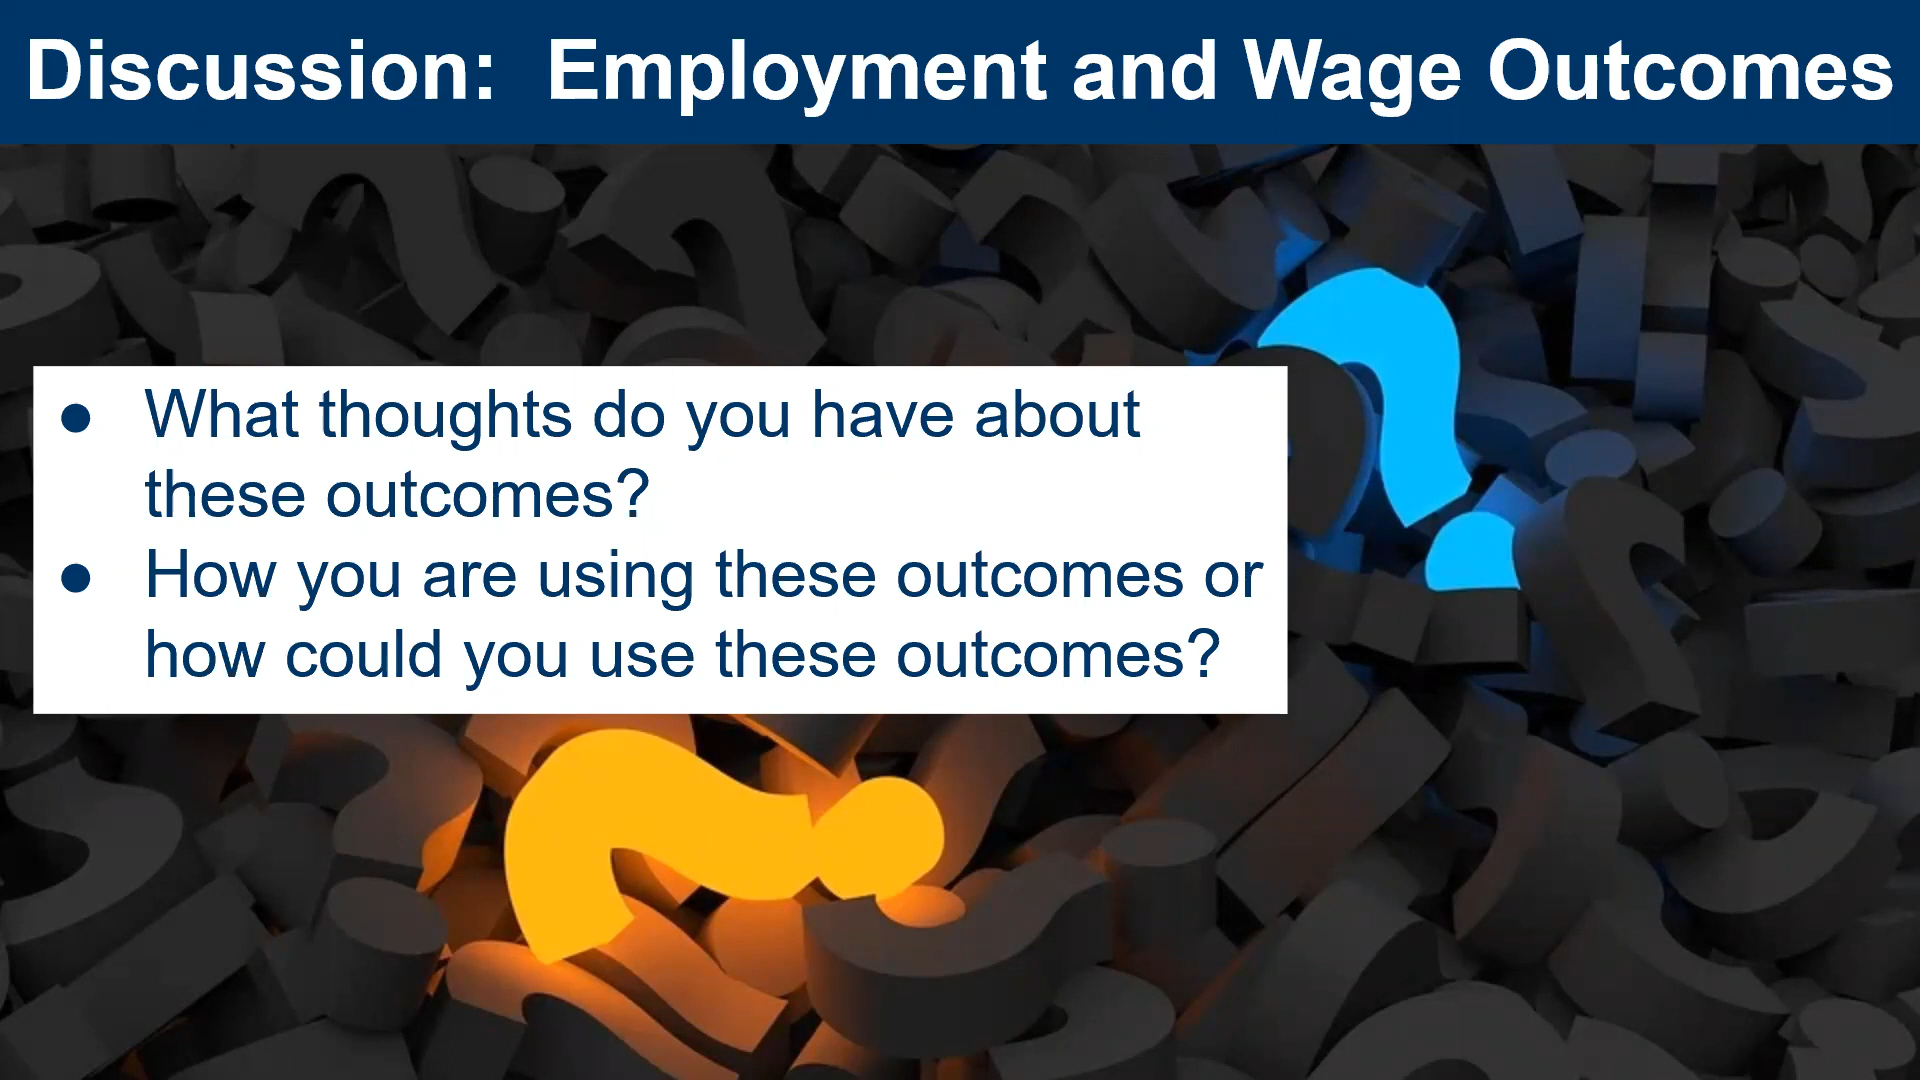 Discussion:  Employment and Wage Outcomes
● What thoughts do you have about
these outcomes?
● How you are using these outcomes or
how could you use these outcomes?